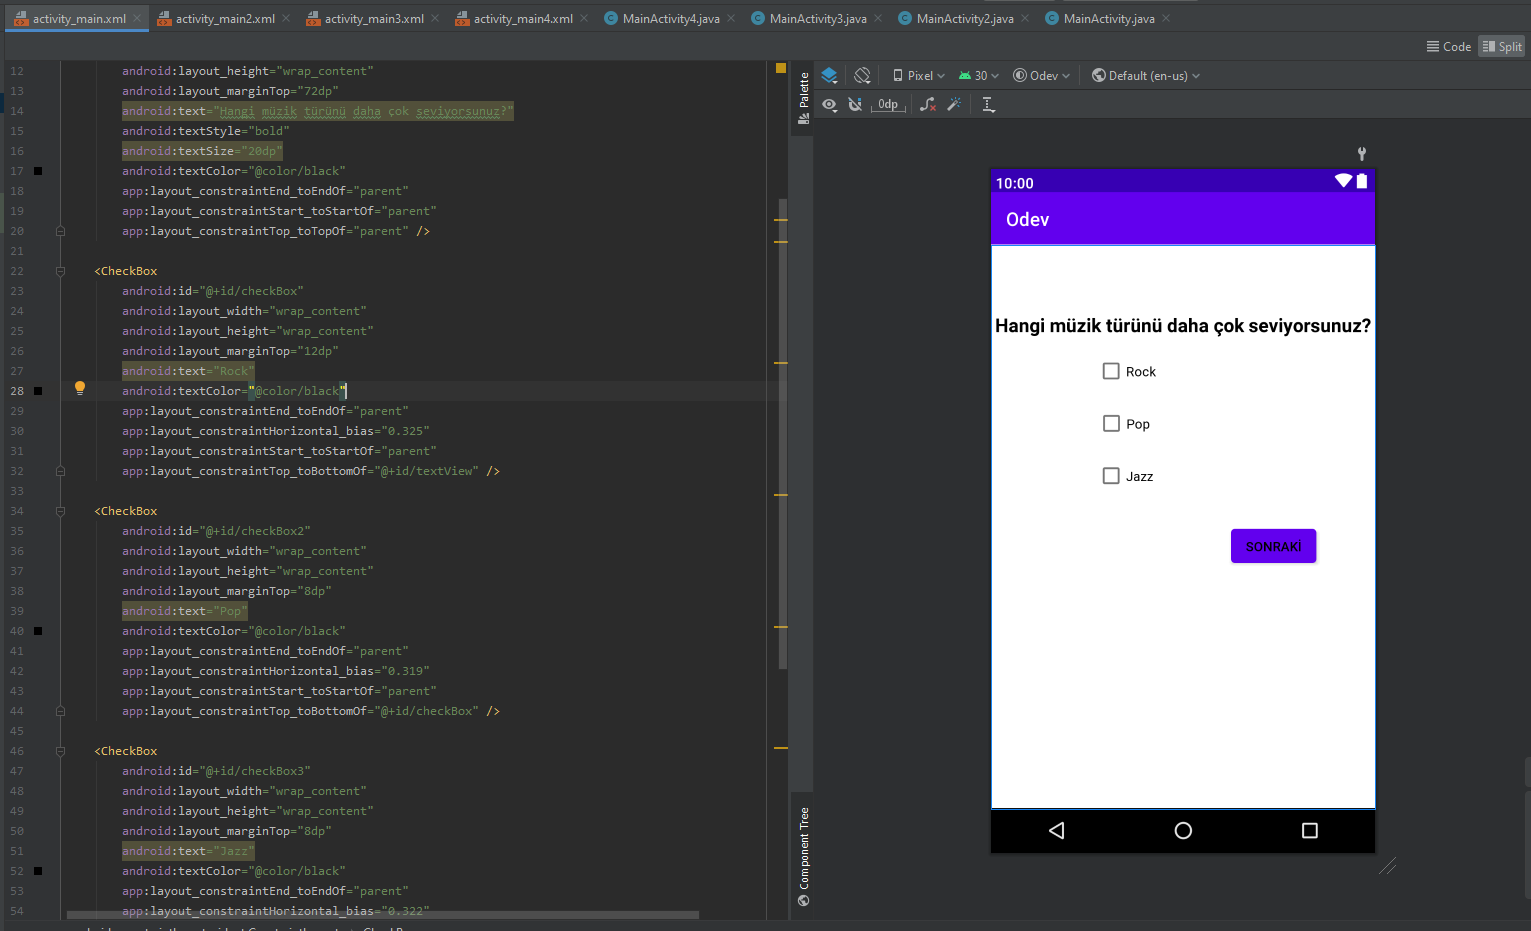 activity_main.xml
activity_main2.xml
activity_main3.xml
activity_main4.xml
MainActivity4.java
MainActivity3.java
MainActivity2.java
MainActivity.java
Code
Split
12 android:layout_height="wrap_content"
13 android:layout_marginTop="72dp"
14 android:text="Hangi müzik türünü daha çok seviyorsunuz?"
15 android:textStyle="bold"
16 android:textSize="20dp"
17 android:textColor="@color/black"
18 app:layout_constraintEnd_toEndOf="parent"
19 app:layout_constraintStart_toStartOf="parent"
20 app:layout_constraintTop_toTopOf="parent" />
21
22 <CheckBox
23 android:id="@+id/checkBox"
24 android:layout_width="wrap_content"
25 android:layout_height="wrap_content"
26 android:layout_marginTop="12dp"
27 android:text="Rock"
28 android:textColor="@color/black"
29 app:layout_constraintEnd_toEndOf="parent"
30 app:layout_constraintHorizontal_bias="0.325"
31 app:layout_constraintStart_toStartOf="parent"
32 app:layout_constraintTop_toBottomOf="@+id/textView" />
33
34 <CheckBox
35 android:id="@+id/checkBox2"
36 android:layout_width="wrap_content"
37 android:layout_height="wrap_content"
38 android:layout_marginTop="8dp"
39 android:text="Pop"
40 android:textColor="@color/black"
41 app:layout_constraintEnd_toEndOf="parent"
42 app:layout_constraintHorizontal_bias="0.319"
43 app:layout_constraintStart_toStartOf="parent"
44 app:layout_constraintTop_toBottomOf="@+id/checkBox" />
45
46 <CheckBox
47 android:id="@+id/checkBox3"
48 android:layout_width="wrap_content"
49 android:layout_height="wrap_content"
50 android:layout_marginTop="8dp"
51 android:text="Jazz"
52 android:textColor="@color/black"
53 app:layout_constraintEnd_toEndOf="parent"
54 app:layout_constraintHorizontal_bias="0.322"
Palette
Component Tree
Pixel
30
Odev
Default (en-us)
0dp
10:00
Odev
Hangi müzik türünü daha çok seviyorsunuz?
Rock
Pop
Jazz
SONRAKİ